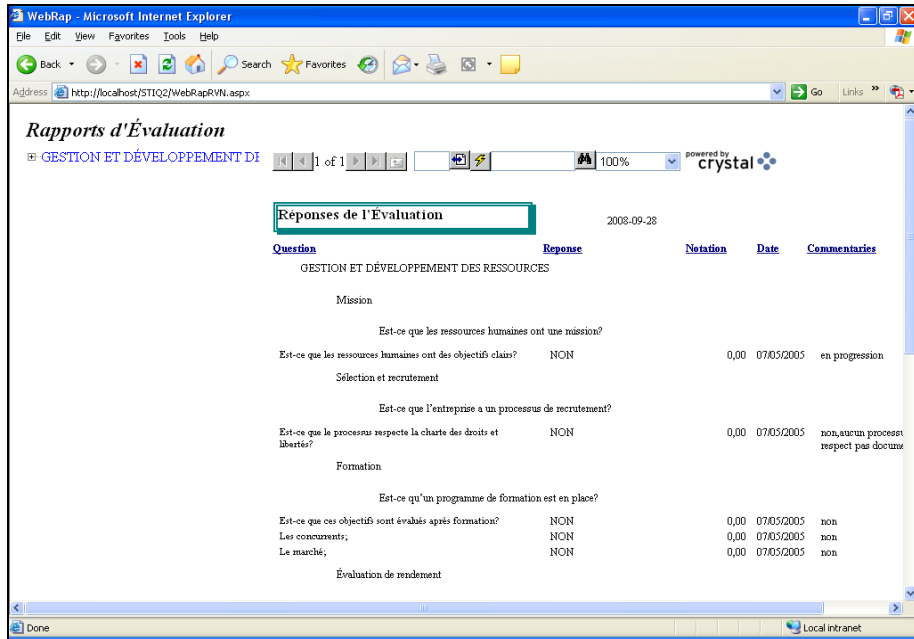 WebRap - Microsoft Internet Explorer
File Edit View Favorites Tools Help
Back Search Favorites
Address http://localhost/STIQ2/WebRapRVN.aspx Go Links »
Rapports d'Évaluation
GESTION ET DÉVELOPPEMENT DE
1 of 1 100% powered by crystal
Réponses de l'Évaluation 2008-09-28
Question Reponse Notation Date Commentaries
GESTION ET DÉVELOPPEMENT DES RESSOURCES
Mission
Est-ce que les ressources humaines ont une mission?
Est-ce que les ressources humaines ont des objectifs clairs? NON 0,00 07/05/2005 en progression
Sélection et recrutement
Est-ce que l'entreprise a un processus de recrutement?
Est-ce que le processus respecte la charte des droits et NON 0,00 07/05/2005 non,aucun processu
libertés? respect pas docume
Formation
Est-ce qu'un programme de formation est en place?
Est-ce que ces objectifs sont évalués après formation? NON 0,00 07/05/2005 non
Les concurrents; NON 0,00 07/05/2005 non
Le marché; NON 0,00 07/05/2005 non
Évaluation de rendement
Done Local intranet